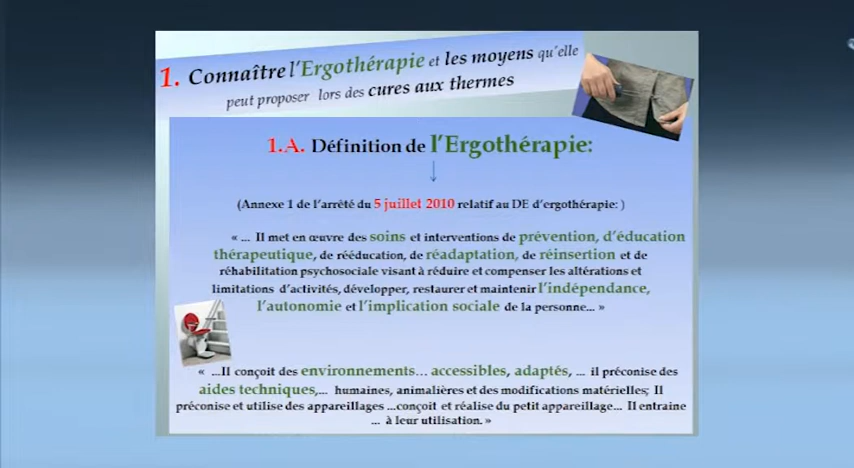 1. Connaître l'Ergothérapie et les moyens qu'elle
peut proposer lors des cures aux thermes
1.A. Définition de l'Ergothérapie:
(Annexe 1 de l'arrêté du 5 juillet 2010 relatif au DE d'ergothérapie: )
« ... Il met en œuvre des soins et interventions de prévention, d'éducation
thérapeutique, de rééducation, de réadaptation, de réinsertion et de
réhabilitation psychosociale visant à réduire et compenser les altérations et
limitations d'activités, développer, restaurer et maintenir l'indépendance,
l'autonomie et l'implication sociale de la personne... »
« ...Il conçoit des environnements... accessibles, adaptés, ... il préconise des
aides techniques,... humaines, animalières et des modifications matérielles; Il
préconise et utilise des appareillages ...conçoit et réalise du petit appareillage... Il entraine
... à leur utilisation. »